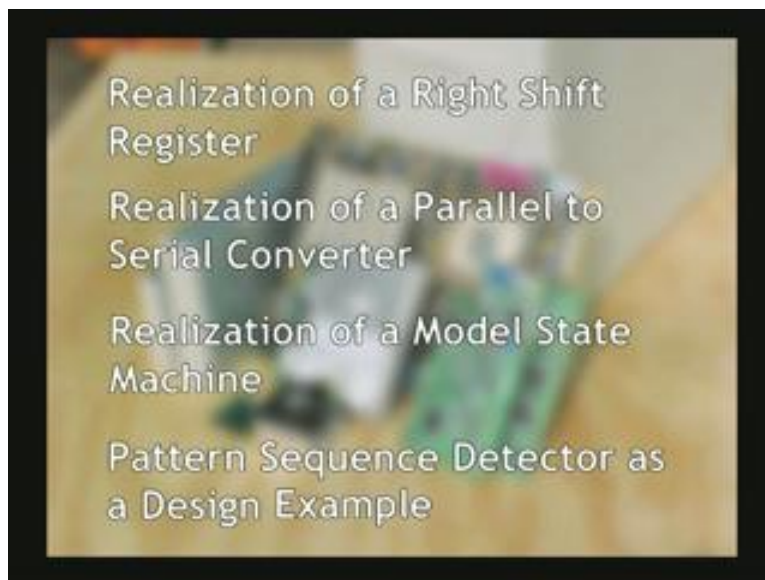 Realization of a Right Shift
Register
Realization of a Parallel to
Serial Converter
Realization of a Model State
Machine
Pattern Sequence Detector as
a Design Example